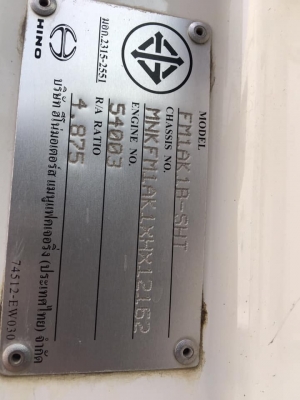 HINO
มอก.2315-2551
MODEL
FM1AK1B-SHT
CHASSIS NO.
MNKFM1AK1XHX12162
ENGINE NO.
54003
R/A RATIO
4.875
บริษัท ฮีโน่มอเตอร์ส แมนูแฟคเจอริ่ง (ประเทศไทย) จำกัด
74512-EW030